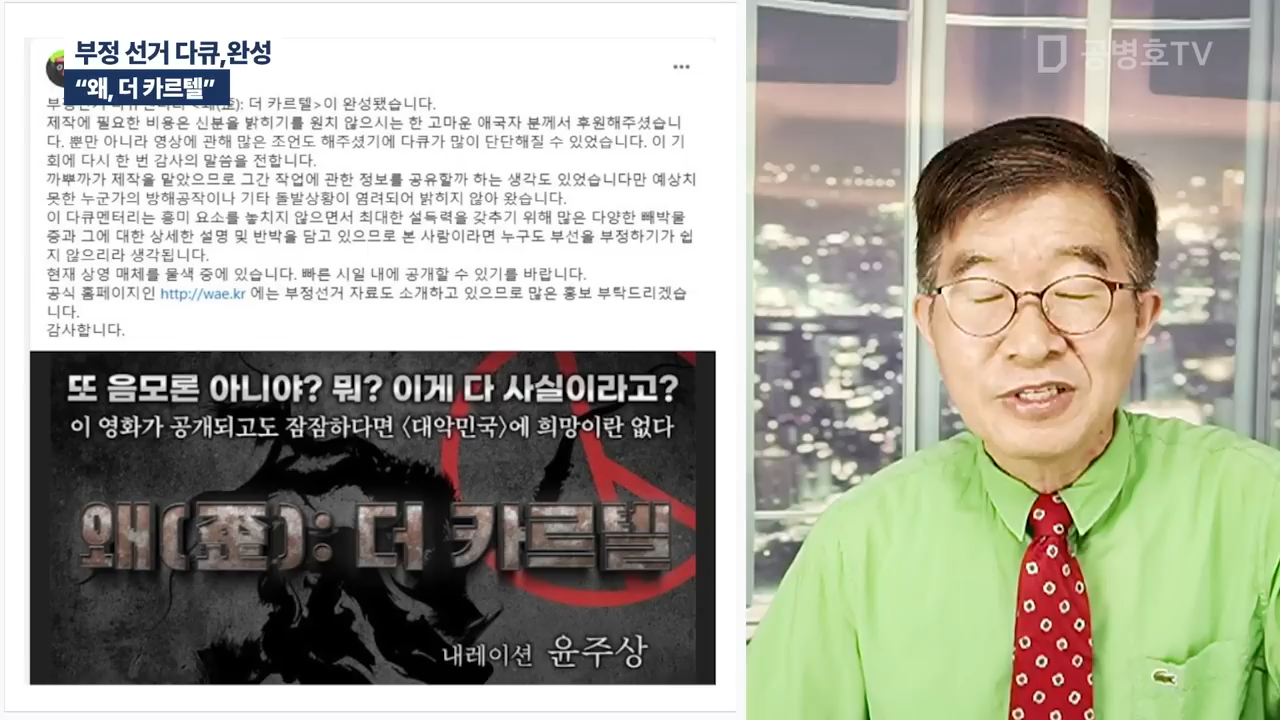 부정 선거 다큐,완성
“왜, 더 카르텔”
공병호TV
더 카르텔>이 완성됐습니다.
제작에 필요한 비용은 신분을 밝히기를 원치 않으시는 한 고마운 애국자 분께서 후원해주셨습니
다. 뿐만 아니라 영상에 관해 많은 조언도 해주셨기에 다큐가 많이 단단해질 수 있었습니다. 이 기
회에 다시 한 번 감사의 말씀을 전합니다.
까뿌까가 제작을 맡았으므로 그간 작업에 관한 정보를 공유할까 하는 생각도 있었습니다만 예상치
못한 누군가의 방해공작이나 기타 돌발상황이 염려되어 밝히지 않아 왔습니다.
이 다큐멘터리는 흥미 요소를 놓치지 않으면서 최대한 설득력을 갖추기 위해 많은 다양한 빼박물
증과 그에 대한 상세한 설명 및 반박을 담고 있으므로 본 사람이라면 누구도 부선을 부정하기가 쉽
지 않으리라 생각됩니다.
현재 상영 매체를 물색 중에 있습니다. 빠른 시일 내에 공개할 수 있기를 바랍니다.
공식 홈페이지인 http://wae.kr 에는 부정선거 자료도 소개하고 있으므로 많은 홍보 부탁드리겠습
니다.
감사합니다.
또 음모론 아니야? 뭐? 이게 다 사실이라고?
이 영화가 공개되고도 잠잠하다면 〈대악민국〉에 희망이란 없다
왜(歪): 더 카르텔
내레이션 윤주상